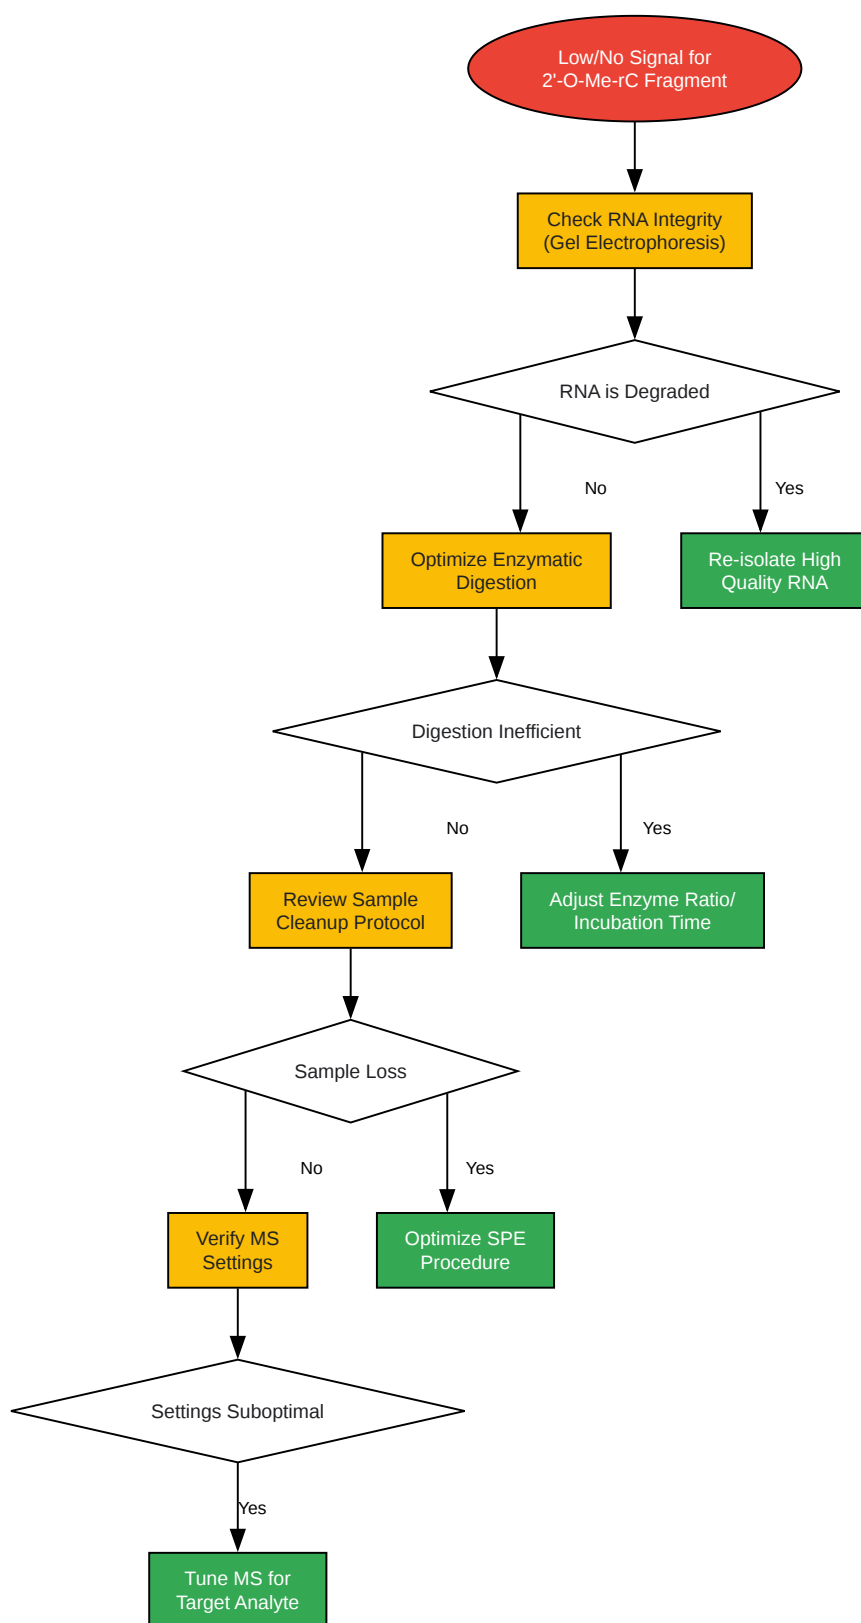 Low/No Signal for
2'-O-Me-rC Fragment
Check RNA Integrity
(Gel Electrophoresis)
RNA is Degraded
No
Yes
Optimize Enzymatic
Digestion
Re-isolate High
Quality RNA
Digestion Inefficient
No
Yes
Review Sample
Cleanup Protocol
Adjust Enzyme Ratio/
Incubation Time
Sample Loss
No
Yes
Verify MS
Settings
Optimize SPE
Procedure
Settings Suboptimal
Yes
Tune MS for
Target Analyte